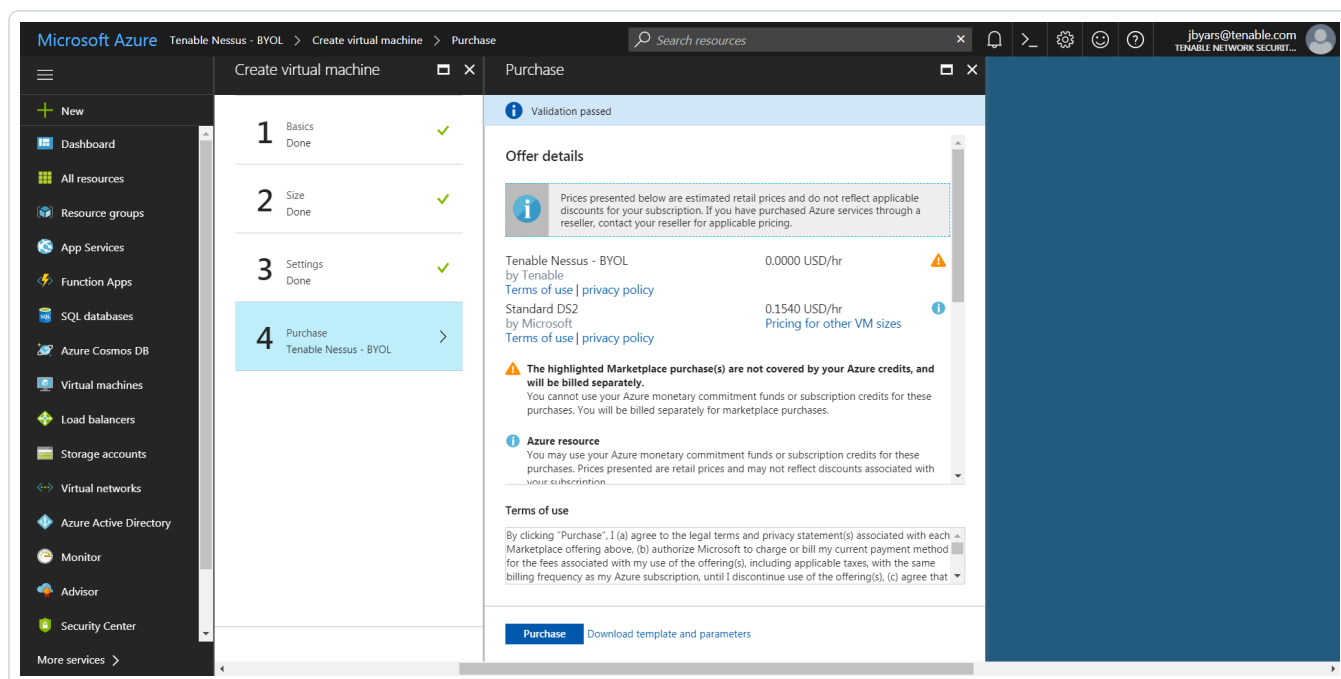 Microsoft Azure Tenable Nessus - BYOL > Create virtual machine > Purchase
Search resources
jbyars@tenable.com
TENABLE NETWORK SECURIT...
New
Dashboard
All resources
Resource groups
App Services
Function Apps
SQL databases
Azure Cosmos DB
Virtual machines
Load balancers
Storage accounts
Virtual networks
Azure Active Directory
Monitor
Advisor
Security Center
More services >
Create virtual machine
1 Basics
Done
2 Size
Done
3 Settings
Done
4 Purchase
Tenable Nessus - BYOL
Purchase
Validation passed
Offer details
Prices presented below are estimated retail prices and do not reflect applicable
discounts for your subscription. If you have purchased Azure services through a
reseller, contact your reseller for applicable pricing.
Tenable Nessus - BYOL 0.0000 USD/hr
by Tenable
Terms of use | privacy policy
Standard DS2 0.1540 USD/hr
by Microsoft Pricing for other VM sizes
Terms of use | privacy policy
The highlighted Marketplace purchase(s) are not covered by your Azure credits, and
will be billed separately.
You cannot use your Azure monetary commitment funds or subscription credits for these
purchases. You will be billed separately for marketplace purchases.
Azure resource
You may use your Azure monetary commitment funds or subscription credits for these
purchases. Prices presented are retail prices and may not reflect discounts associated with
your subscription
Terms of use
By clicking "Purchase", I (a) agree to the legal terms and privacy statement(s) associated with each
Marketplace offering above, (b) authorize Microsoft to charge or bill my current payment method
for the fees associated with my use of the offering(s), including applicable taxes, with the same
billing frequency as my Azure subscription, until I discontinue use of the offering(s), (c) agree that
Purchase Download template and parameters